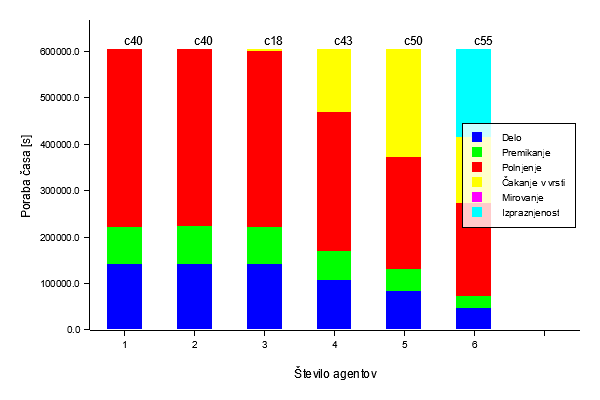 c40 c40 c18 c43 c50 c55
600000.0
500000.0
400000.0
300000.0
200000.0
100000.0
0.0
Poraba časa [s]
Delo
Premikanje
Polnjenje
Čakanje v vrsti
Mirovanje
Izpraznjenost
1 2 3 4 5 6
Število agentov